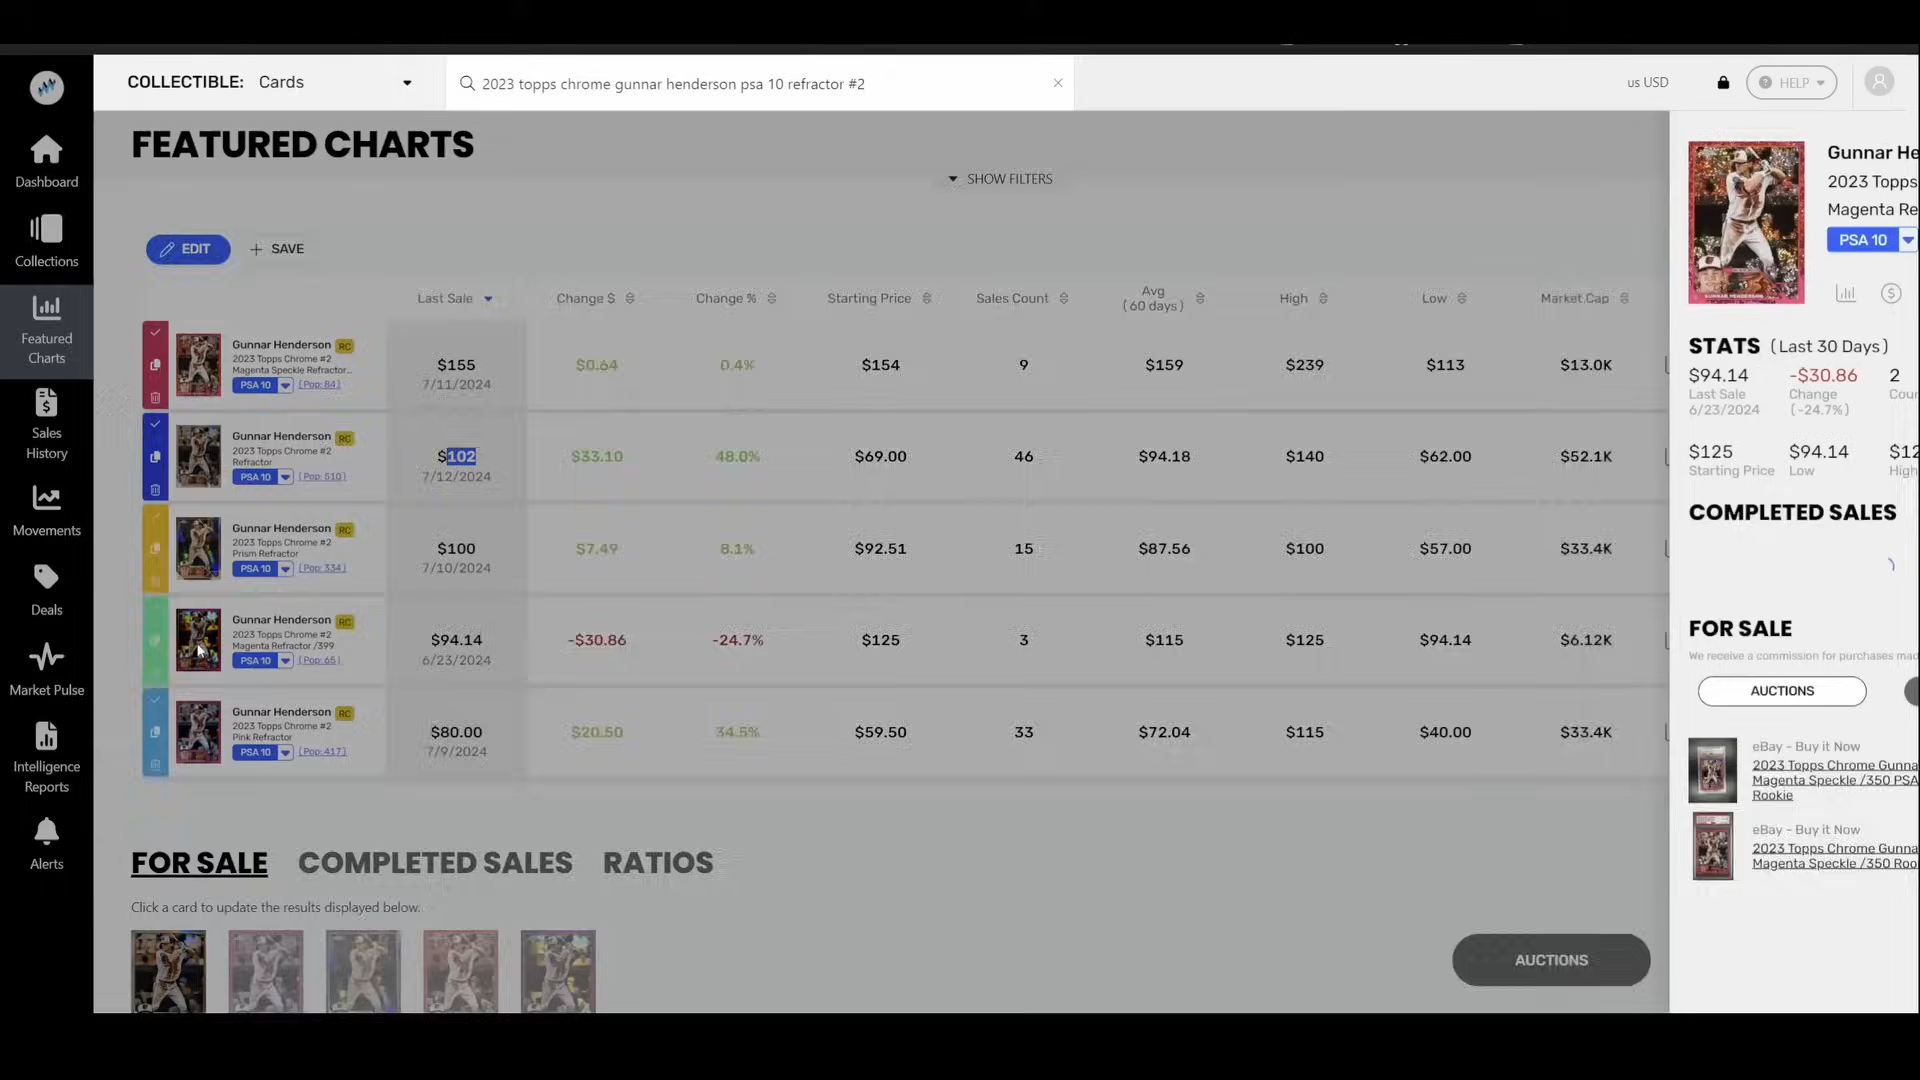 COLLECTIBLE: Cards
2023 topps chrome gunnar henderson psa 10 refractor #2
us USD
HELP
Dashboard
Collections
Featured
Charts
Sales
History
Movements
Deals
Market Pulse
Intelligence
Reports
Alerts
FEATURED CHARTS
SHOW FILTERS
EDIT
+ SAVE
Last Sale
Change $
Change %
Starting Price
Sales Count
Avg
(60 days)
High
Low
Market Cap
Gunnar Henderson RC
2023 Topps Chrome #2
Magenta Speckle Refractor...
PSA 10 (Pop: 84)
$155
7/11/2024
$0.64
0.4%
$154
9
$159
$239
$113
$13.0K
Gunnar Henderson RC
2023 Topps Chrome #2
Refractor
PSA 10 (Pop: 510)
$102
7/12/2024
$33.10
48.0%
$69.00
46
$94.18
$140
$62.00
$52.1K
Gunnar Henderson RC
2023 Topps Chrome #2
Prism Refractor
PSA 10 (Pop: 334)
$100
7/10/2024
$7.49
8.1%
$92.51
15
$87.56
$100
$57.00
$33.4K
Gunnar Henderson RC
2023 Topps Chrome #2
Magenta Refractor /399
PSA 10 (Pop: 65)
$94.14
6/23/2024
-$30.86
-24.7%
$125
3
$115
$125
$94.14
$6.12K
Gunnar Henderson RC
2023 Topps Chrome #2
Pink Refractor
PSA 10 (Pop: 417)
$80.00
7/9/2024
$20.50
34.5%
$59.50
33
$72.04
$115
$40.00
$33.4K
FOR SALE COMPLETED SALES RATIOS
Click a card to update the results displayed below.
AUCTIONS
Gunnar He
2023 Topps
Magenta Re
PSA 10
GUNNAR HENDERSON
STATS (Last 30 Days)
$94.14 -$30.86 2
Last Sale Change Cour
6/23/2024 (-24.7%)
$125 $94.14 $12
Starting Price Low High
COMPLETED SALES
FOR SALE
We receive a commission for purchases mad
AUCTIONS
eBay - Buy it Now
2023 Topps Chrome Gunna
Magenta Speckle /350 PSA
Rookie
eBay - Buy it Now
2023 Topps Chrome Gunna
Magenta Speckle /350 Roo